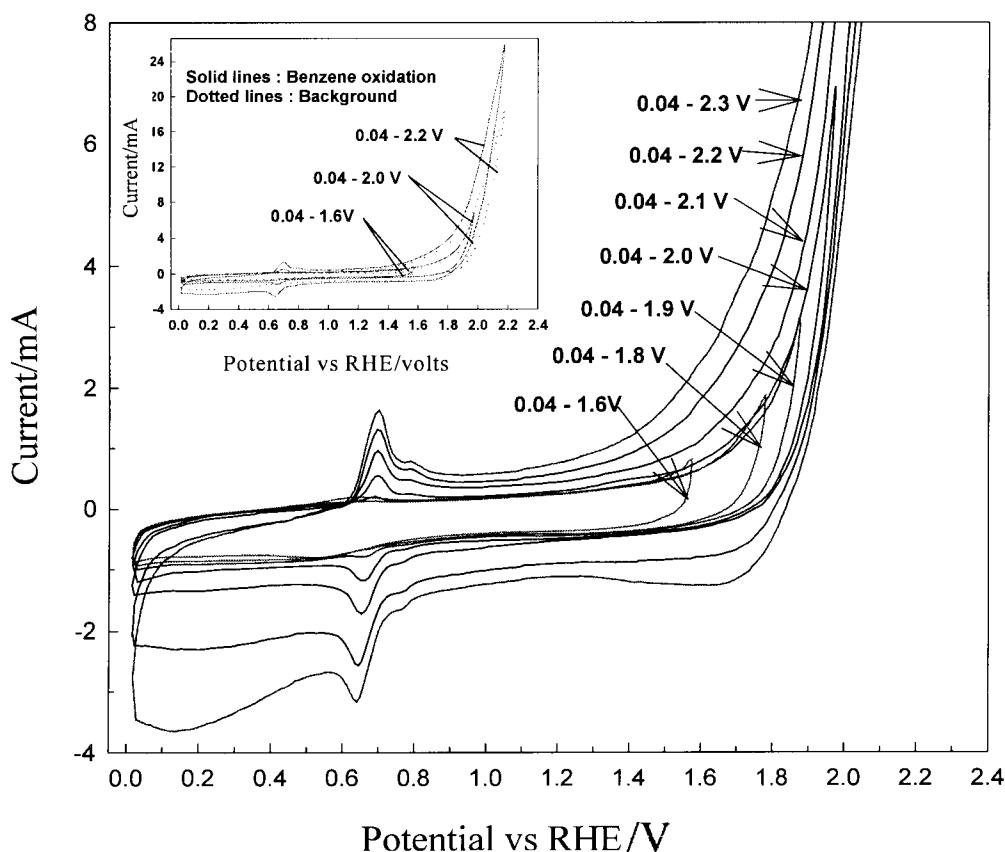 8
6
4
2
0
-2
-4
Current/mA
0.0 0.2 0.4 0.6 0.8 1.0 1.2 1.4 1.6 1.8 2.0 2.2 2.4
Potential vs RHE/V
0.04 - 2.3 V
0.04 - 2.2 V
0.04 - 2.1 V
0.04 - 2.0 V
0.04 - 1.9 V
0.04 - 1.8 V
0.04 - 1.6V
24
20
16
12
8
4
0
-4
Current/mA
Solid lines : Benzene oxidation
Dotted lines : Background
0.04 - 2.2 V
0.04 - 2.0 V
0.04 - 1.6V
0.0 0.2 0.4 0.6 0.8 1.0 1.2 1.4 1.6 1.8 2.0 2.2 2.4
Potential vs RHE/volts